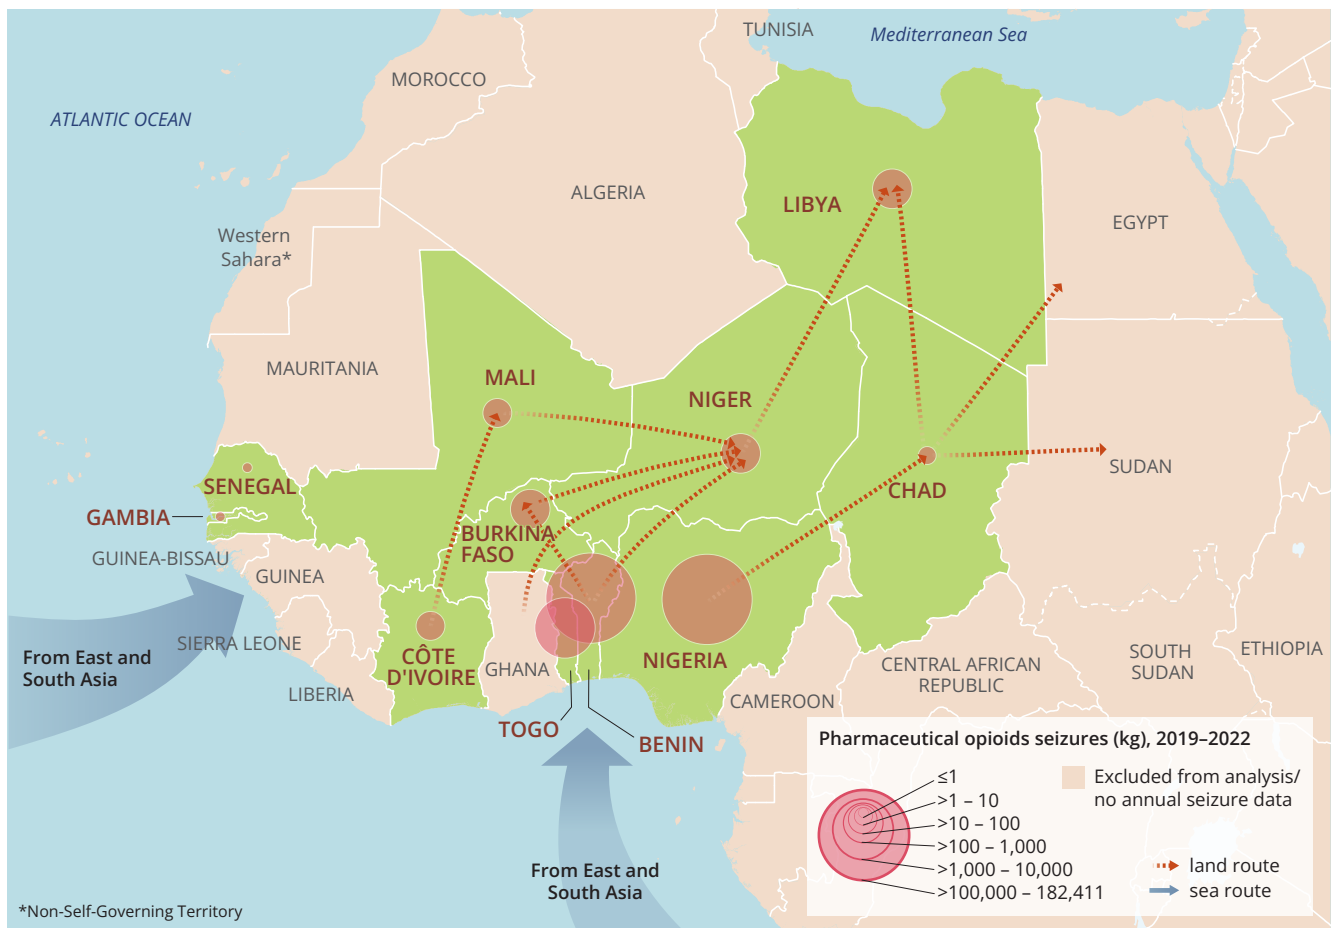 TUNISIA
Mediterranean Sea
MOROCCO
ATLANTIC OCEAN
ALGERIA
LIBYA
EGYPT
Western
Sahara*
MAURITANIA
MALI
NIGER
SUDAN
SENEGAL
CHAD
GAMBIA
BURKINA
FASO
GUINEA-BISSAU
GUINEA
SIERRA LEONE
From East and
South Asia
LIBERIA
CÔTE
D'IVOIRE
GHANA
NIGERIA
CENTRAL AFRICAN
REPUBLIC
SOUTH
SUDAN
ETHIOPIA
CAMEROON
TOGO
BENIN
From East and
South Asia
*Non-Self-Governing Territory
Pharmaceutical opioids seizures (kg), 2019–2022
≤1
>1 – 10
>10 – 100
>100 – 1,000
>1,000 – 10,000
>100,000 – 182,411
Excluded from analysis/
no annual seizure data
land route
sea route